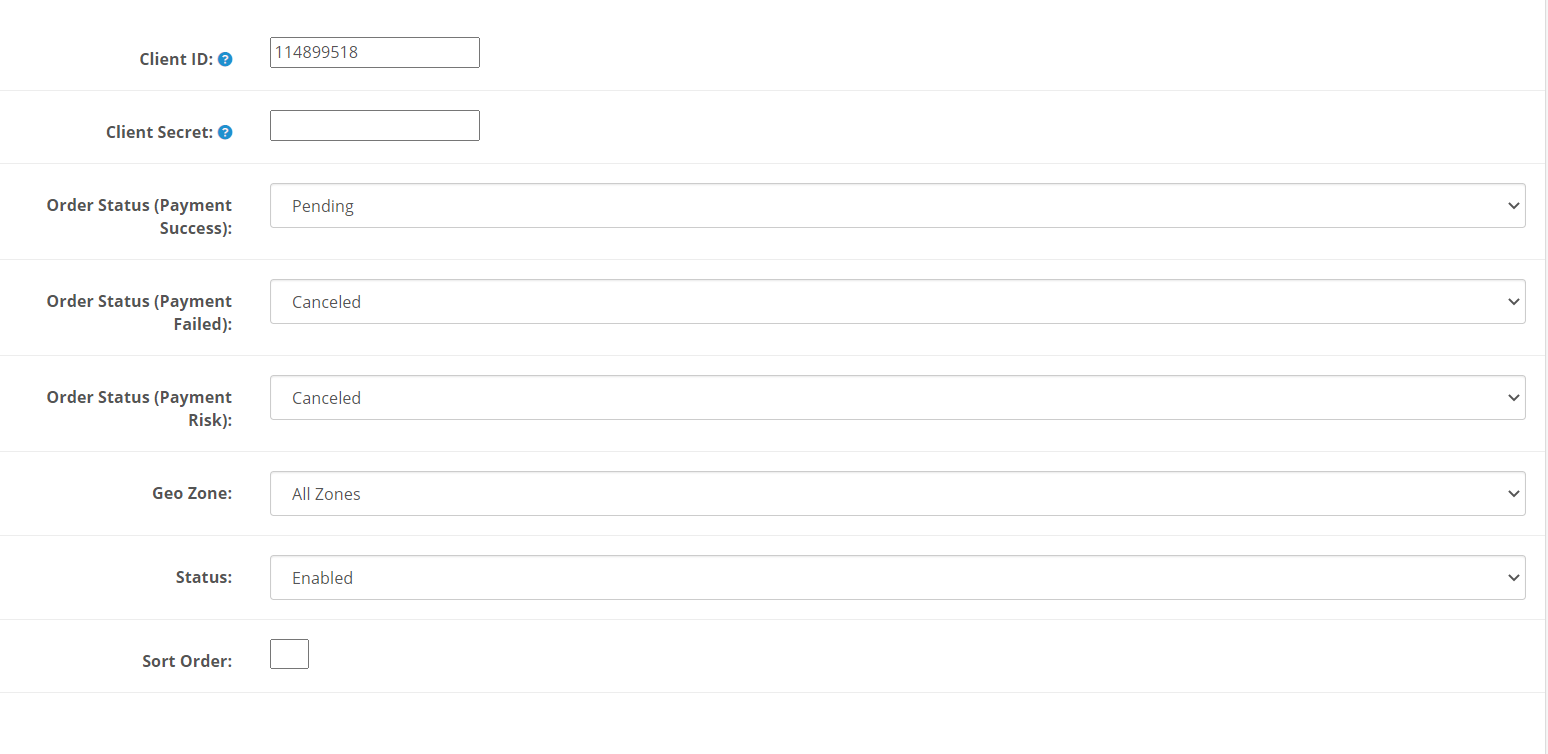 Client ID: ?
114899518
Client Secret: ?
Order Status (Payment
Success):
Pending
Order Status (Payment
Failed):
Canceled
Order Status (Payment
Risk):
Canceled
Geo Zone:
All Zones
Status:
Enabled
Sort Order: